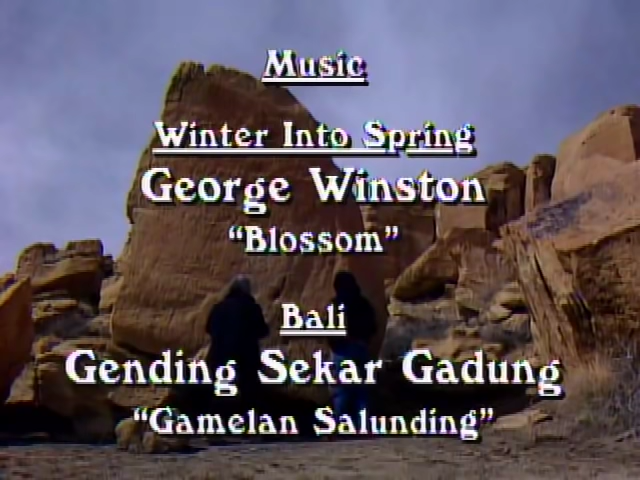 Music
Winter Into Spring
George Winston
“Blossom”
Bali
Gending Sekar Gadung
“Gamelan Salunding”